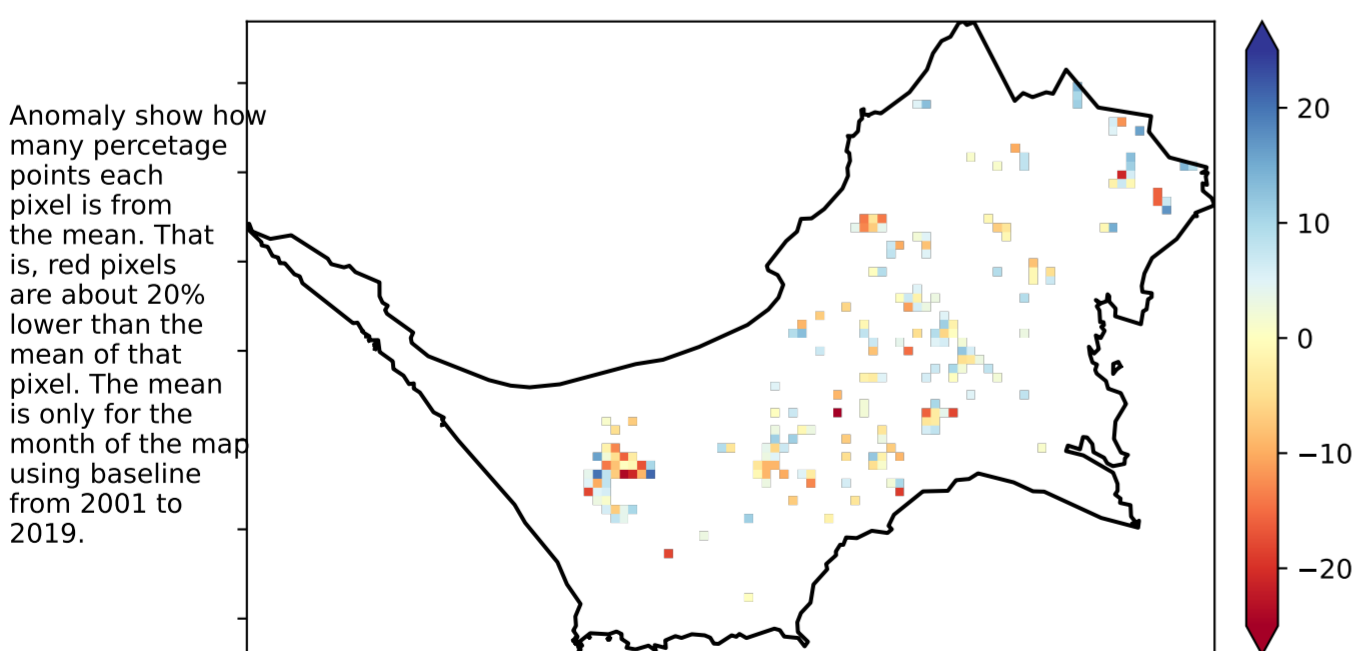 Anomaly show how
many percetage
points each
pixel is from
the mean. That
is, red pixels
are about 20%
lower than the
mean of that
pixel. The mean
is only for the
month of the map
using baseline
from 2001 to
2019.
20
10
0
−10
−20